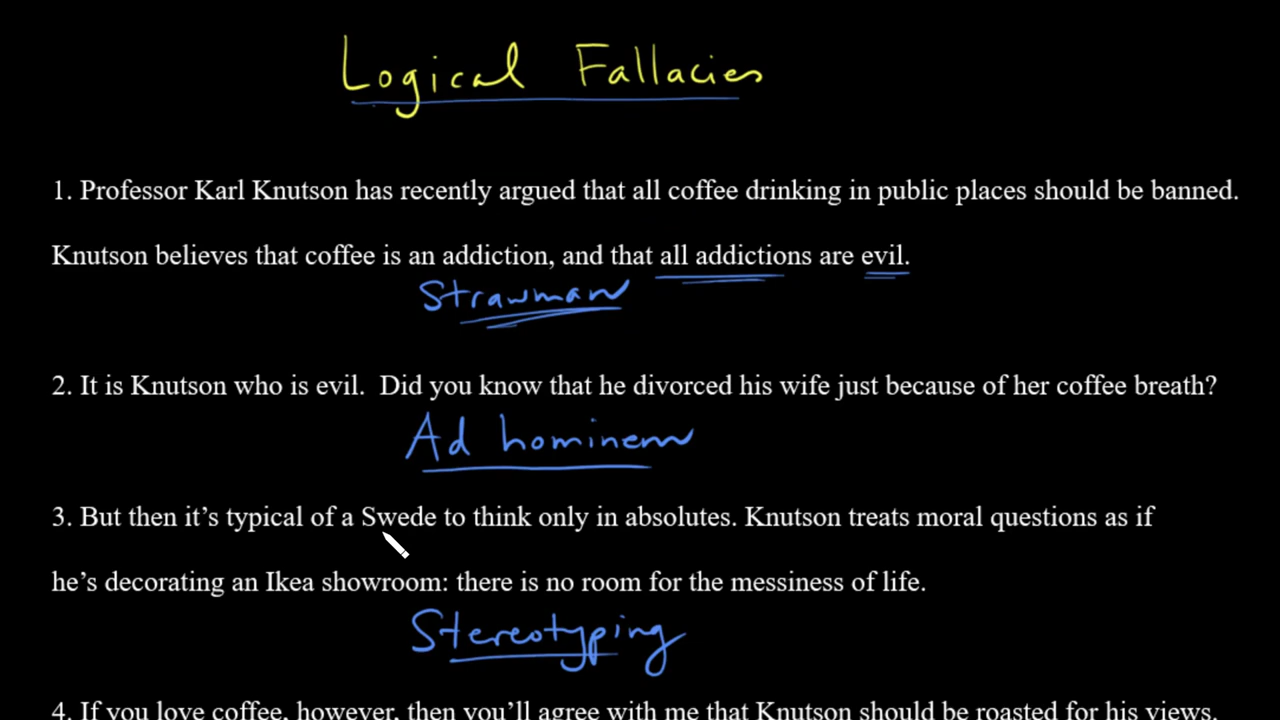 Logical Fallacies
1. Professor Karl Knutson has recently argued that all coffee drinking in public places should be banned.
Knutson believes that coffee is an addiction, and that all addictions are evil.
Strawman
2. It is Knutson who is evil.  Did you know that he divorced his wife just because of her coffee breath?
Ad hominem
3. But then it’s typical of a Swede to think only in absolutes. Knutson treats moral questions as if
he’s decorating an Ikea showroom: there is no room for the messiness of life.
Stereotyping
4. If you love coffee, however, then you’ll agree with me that Knutson should be roasted for his views.